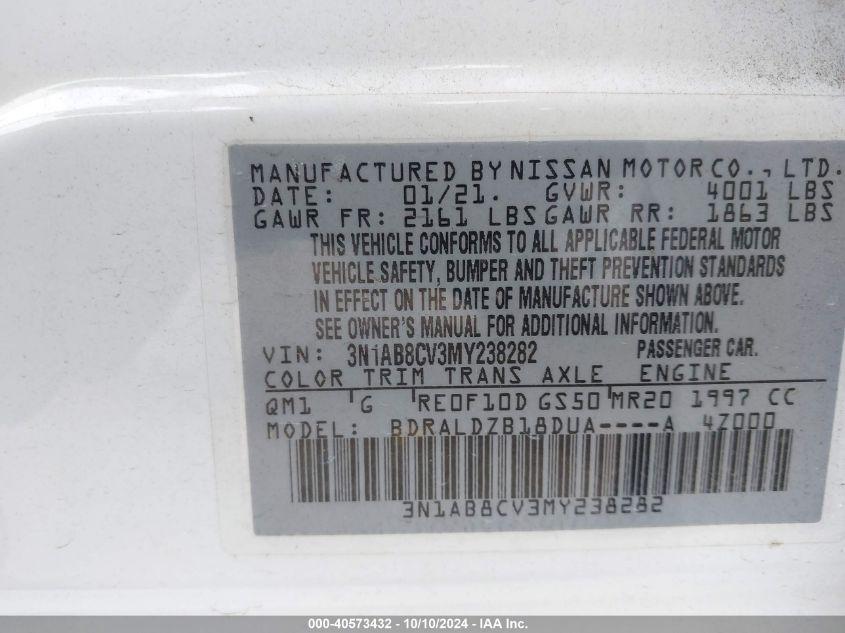 MANUFACTURED BY NISSAN MOTOR CO., LTD.
DATE: 01/21. GVWR: 4001 LBS
GAWR FR: 2161 LBS GAWR RR: 1863 LBS
THIS VEHICLE CONFORMS TO ALL APPLICABLE FEDERAL MOTOR
VEHICLE SAFETY, BUMPER AND THEFT PREVENTION STANDARDS
IN EFFECT ON THE DATE OF MANUFACTURE SHOWN ABOVE.
SEE OWNER'S MANUAL FOR ADDITIONAL INFORMATION.
VIN: 3N1AB8CV3MY238282 PASSENGER CAR.
COLOR TRIM TRANS AXLE ENGINE
QM1 G RE0F10D GS50 MR20 1997 CC
MODEL: BDRALDZB18DUA----A 4Z000
3N1AB8CV3MY238282
000-40573432 - 10/10/2024 - IAA Inc.